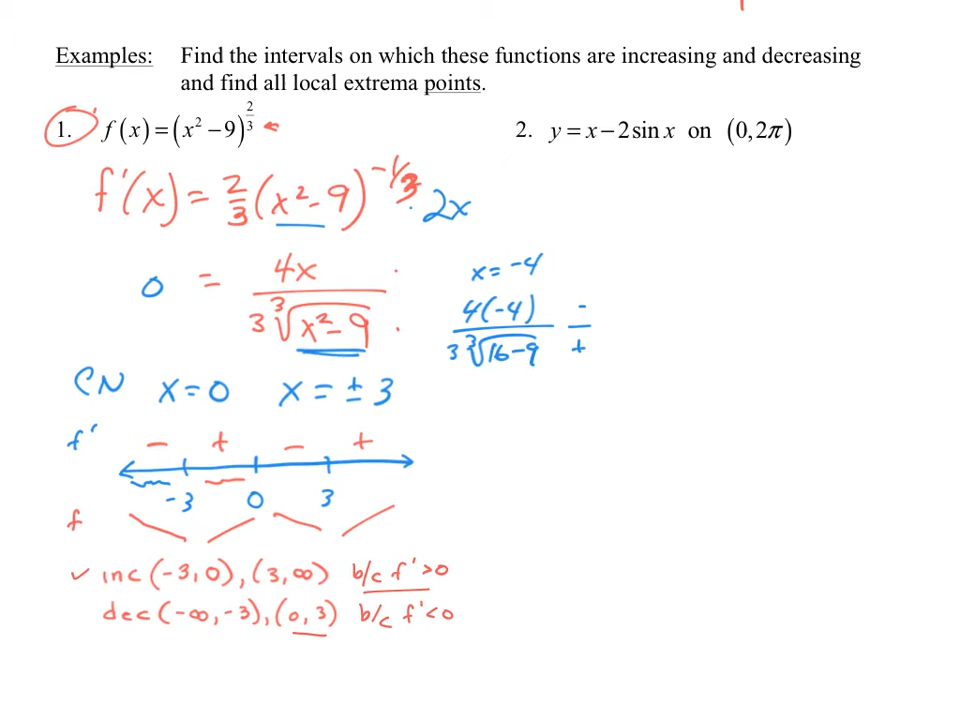 Examples: Find the intervals on which these functions are increasing and decreasing
and find all local extrema points.
1. f(x)=(x²−9)^(2/3)
2. y=x−2sin x on (0,2π)
f'(x) = 2/3 (x²-9)^(-1/3) · 2x
0 = 4x / 3∛(x²-9)
x = -4
4(-4) / 3∛(16-9) - / +
CN x=0 x=±3
f' − + − +
-3 0 3
f
✓ inc (-3,0), (3,∞) b/c f'>0
dec (-∞,-3), (0,3) b/c f'<0